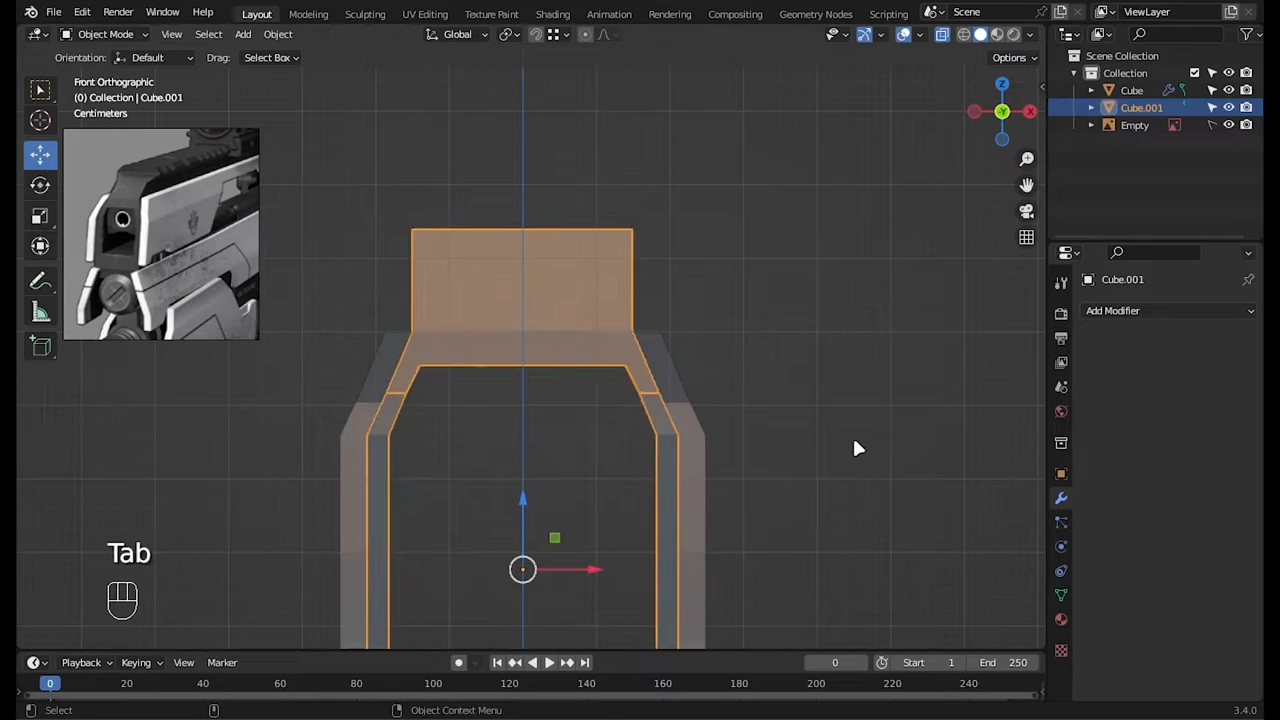 File Edit Render Window Help Layout Modeling Sculpting UV Editing Texture Paint Shading Animation Rendering Compositing Geometry Nodes Scripting Scene ViewLayer
Object Mode View Select Add Object Global
Orientation: Default Drag: Select Box Options
Front Orthographic
(0) Collection | Cube.001
Centimeters
Z
-Y
X
Tab
Scene Collection
Collection
Cube
Cube.001
Empty
Cube.001
Add Modifier
Playback Keying View Marker 0 Start 1 End 250
0 20 40 60 80 100 120 140 160 180 200 220 240
Select Object Context Menu 3.4.0